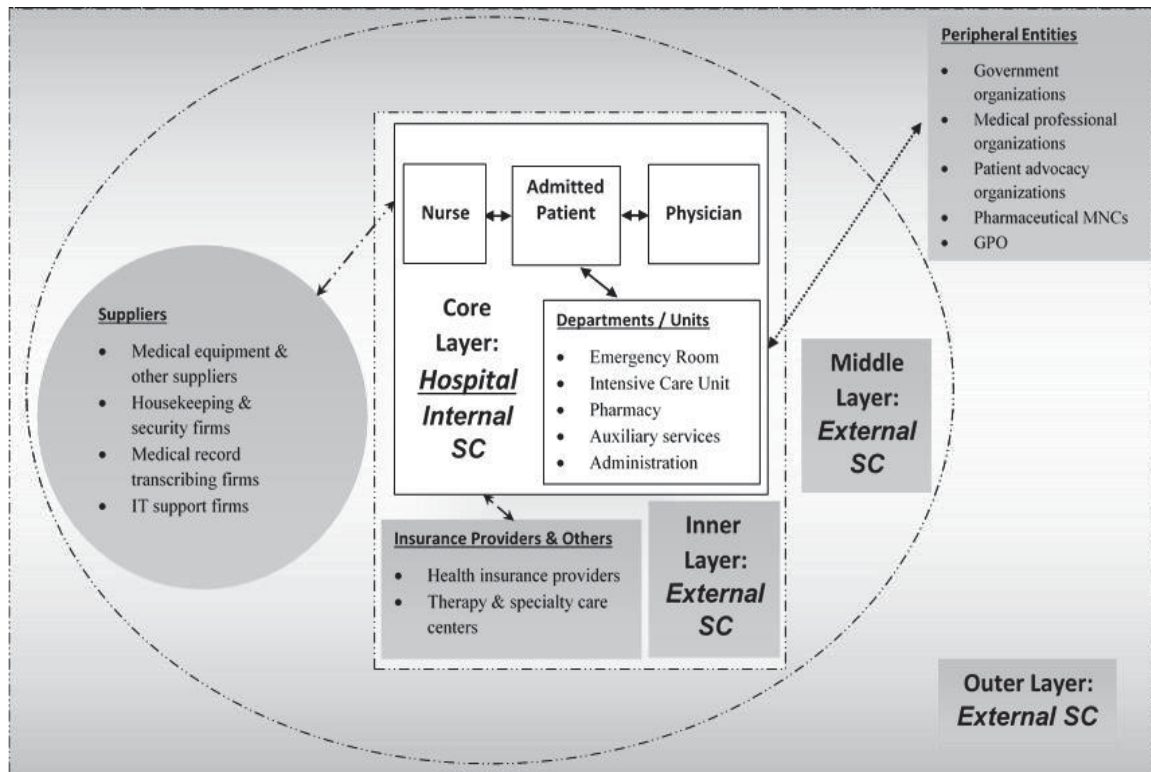 Peripheral Entities
• Government
organizations
• Medical professional
organizations
• Patient advocacy
organizations
• Pharmaceutical MNCs
• GPO
Nurse
Admitted
Patient
Physician
Suppliers
• Medical equipment &
other suppliers
• Housekeeping &
security firms
• Medical record
transcribing firms
• IT support firms
Core
Layer:
Hospital
Internal
SC
Departments / Units
• Emergency Room
• Intensive Care Unit
• Pharmacy
• Auxiliary services
• Administration
Middle
Layer:
External
SC
Insurance Providers & Others
• Health insurance providers
• Therapy & specialty care
centers
Inner
Layer:
External
SC
Outer Layer:
External SC